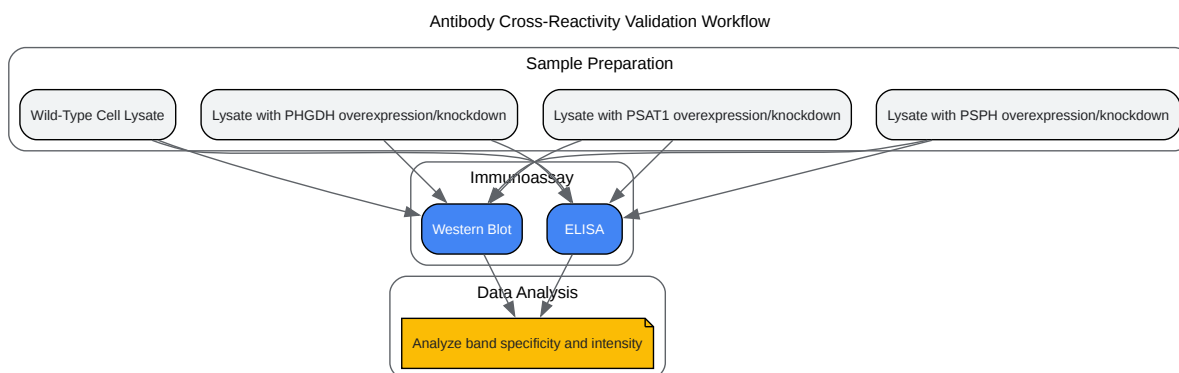 Antibody Cross-Reactivity Validation Workflow
Sample Preparation
Wild-Type Cell Lysate
Lysate with PHGDH overexpression/knockdown
Lysate with PSAT1 overexpression/knockdown
Lysate with PSPH overexpression/knockdown
Immunoassay
Western Blot
ELISA
Data Analysis
Analyze band specificity and intensity